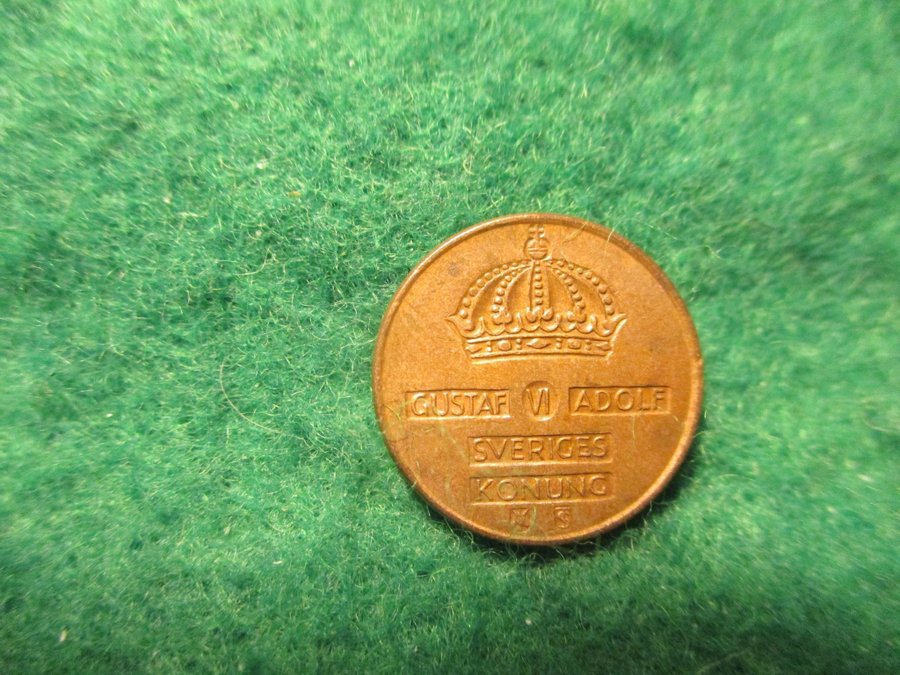 GUSTAF VI ADOLF
SVERIGES
KONUNG